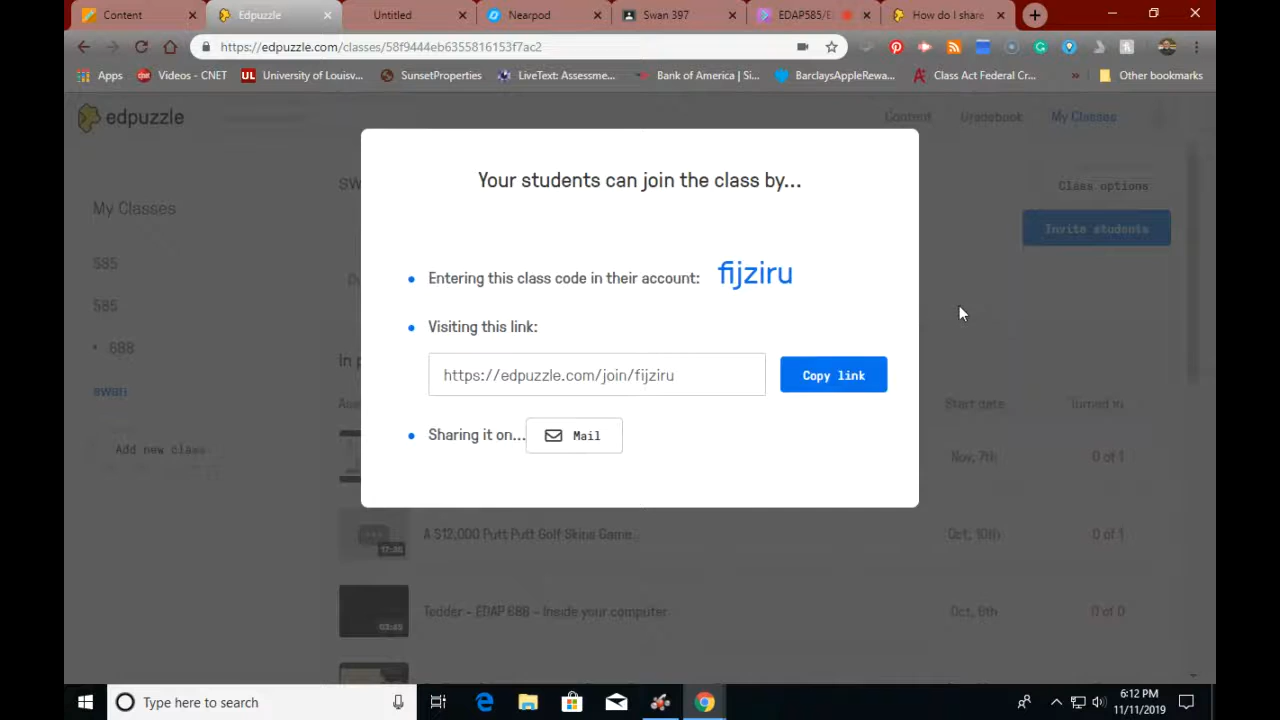 Content
Edpuzzle
Untitled
Nearpod
Swan 397
EDAP585/E
How do I share
https://edpuzzle.com/classes/58f9444eb6355816153f7ac2
Apps
Videos - CNET
UL University of Louisv...
SunsetProperties
LiveText: Assessme...
Bank of America | Si...
BarclaysAppleRewa...
Class Act Federal Cr...
»
Other bookmarks
edpuzzle
Content
Gradebook
My Classes
My Classes
585
585
688
swan
Add new class
SW
Class options
Invite students
In p
Start date
Turned in
Nov, 7th
0 of 1
A $12,000 Putt Putt Golf Skins Game...
17:35
Oct, 10th
0 of 1
Tedder - EDAP 688 - Inside your computer
03:45
Oct, 6th
0 of 0
Your students can join the class by...
Entering this class code in their account: fijziru
Visiting this link:
https://edpuzzle.com/join/fijziru
Copy link
Sharing it on... Mail
Type here to search
6:12 PM
11/11/2019